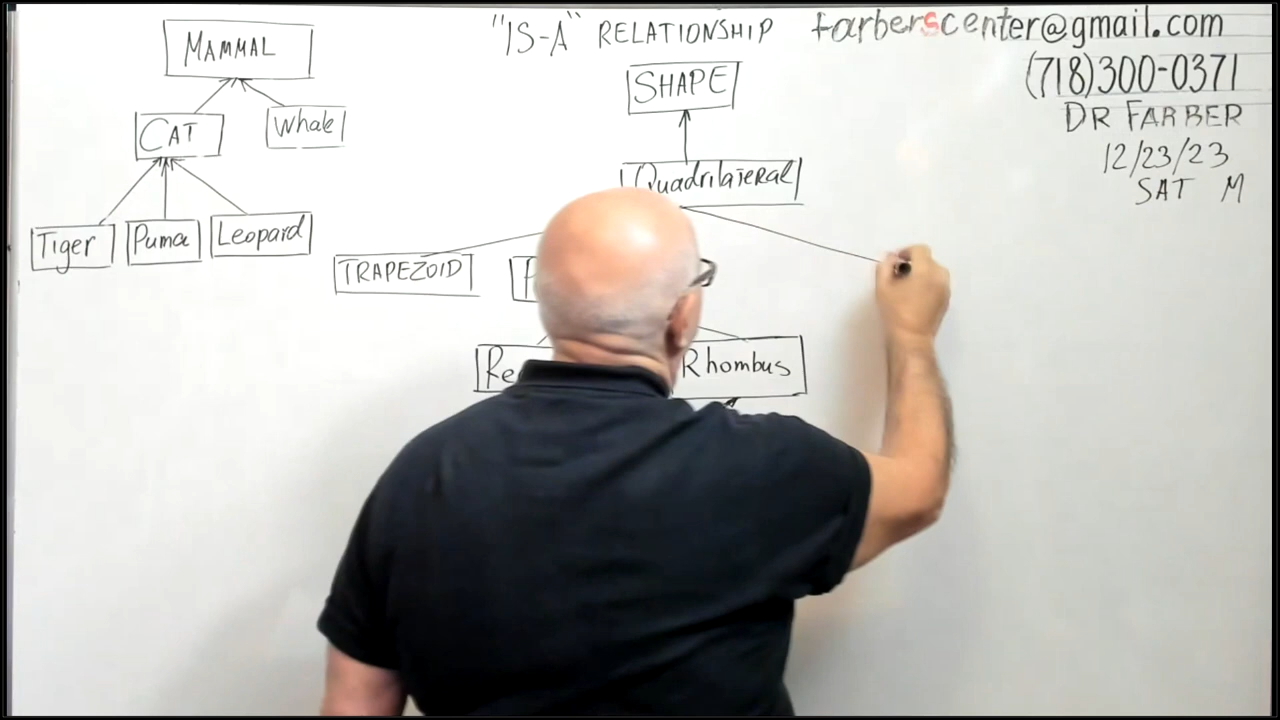 "IS-A" RELATIONSHIP
farberscenter@gmail.com
(718)300-0371
DR FARBER
12/23/23
SAT M
MAMMAL
CAT
Whale
Tiger
Puma
Leopard
SHAPE
Quadrilateral
TRAPEZOID
Rhombus